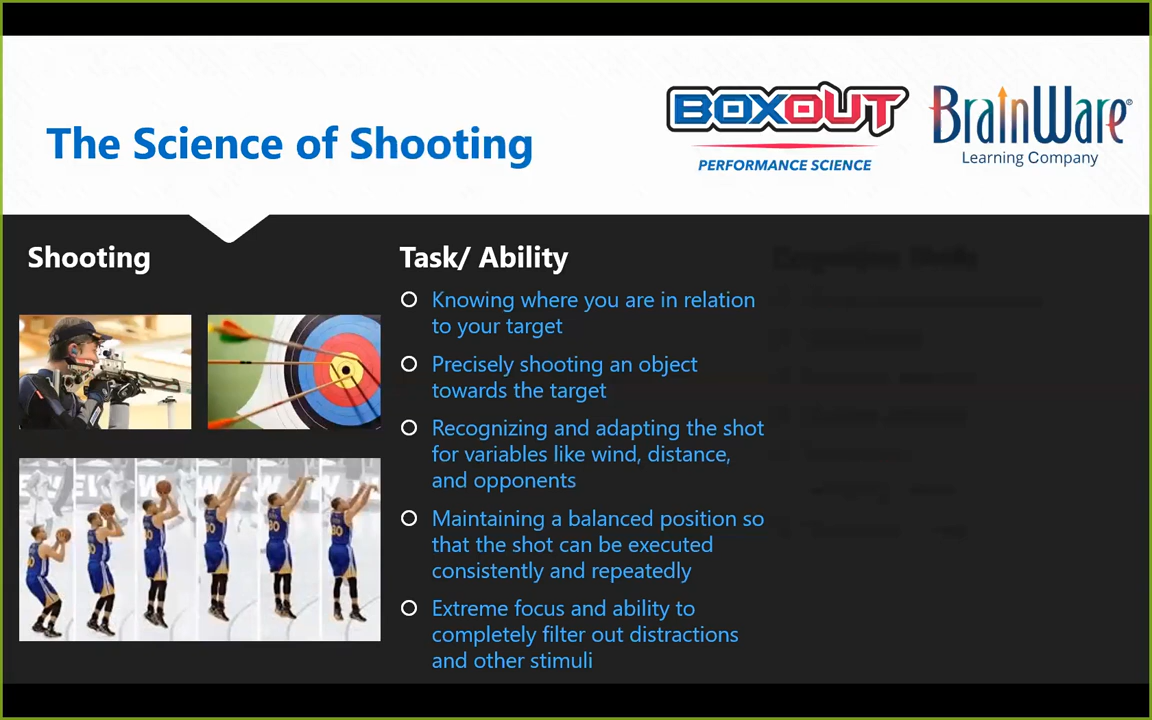 BOXOUT
PERFORMANCE SCIENCE
BrainWare®
Learning Company
The Science of Shooting
Shooting
Task/ Ability
Knowing where you are in relation
to your target
Precisely shooting an object
towards the target
Recognizing and adapting the shot
for variables like wind, distance,
and opponents
Maintaining a balanced position so
that the shot can be executed
consistently and repeatedly
Extreme focus and ability to
completely filter out distractions
and other stimuli